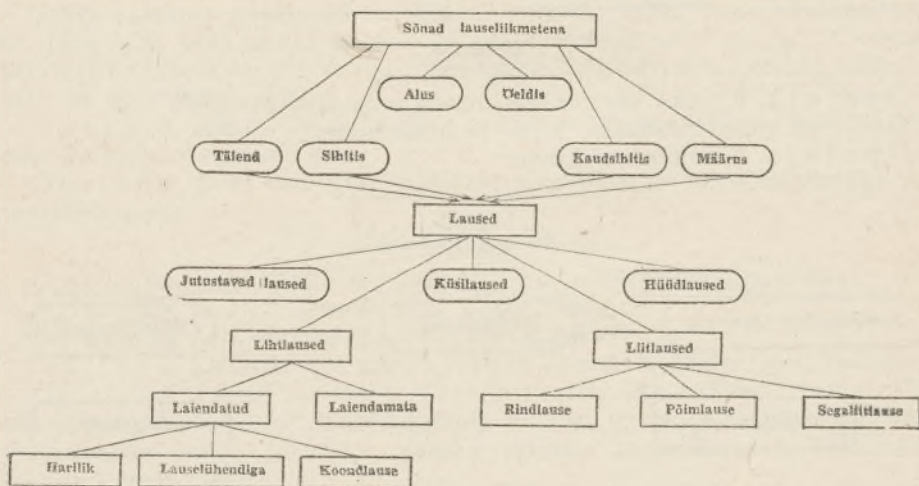 Sõnad lauseliikmetena
Alus
Öeldis
Täiend
Sihitis
Kaudsihitis
Määrus
Laused
Jutustavad laused
Küsilaused
Hüüdlaused
Lihtlaused
Liitlaused
Laiendatud
Laiendamata
Rindlause
Põimlause
Segaliitlause
Harilik
Lauselühendiga
Koondlause